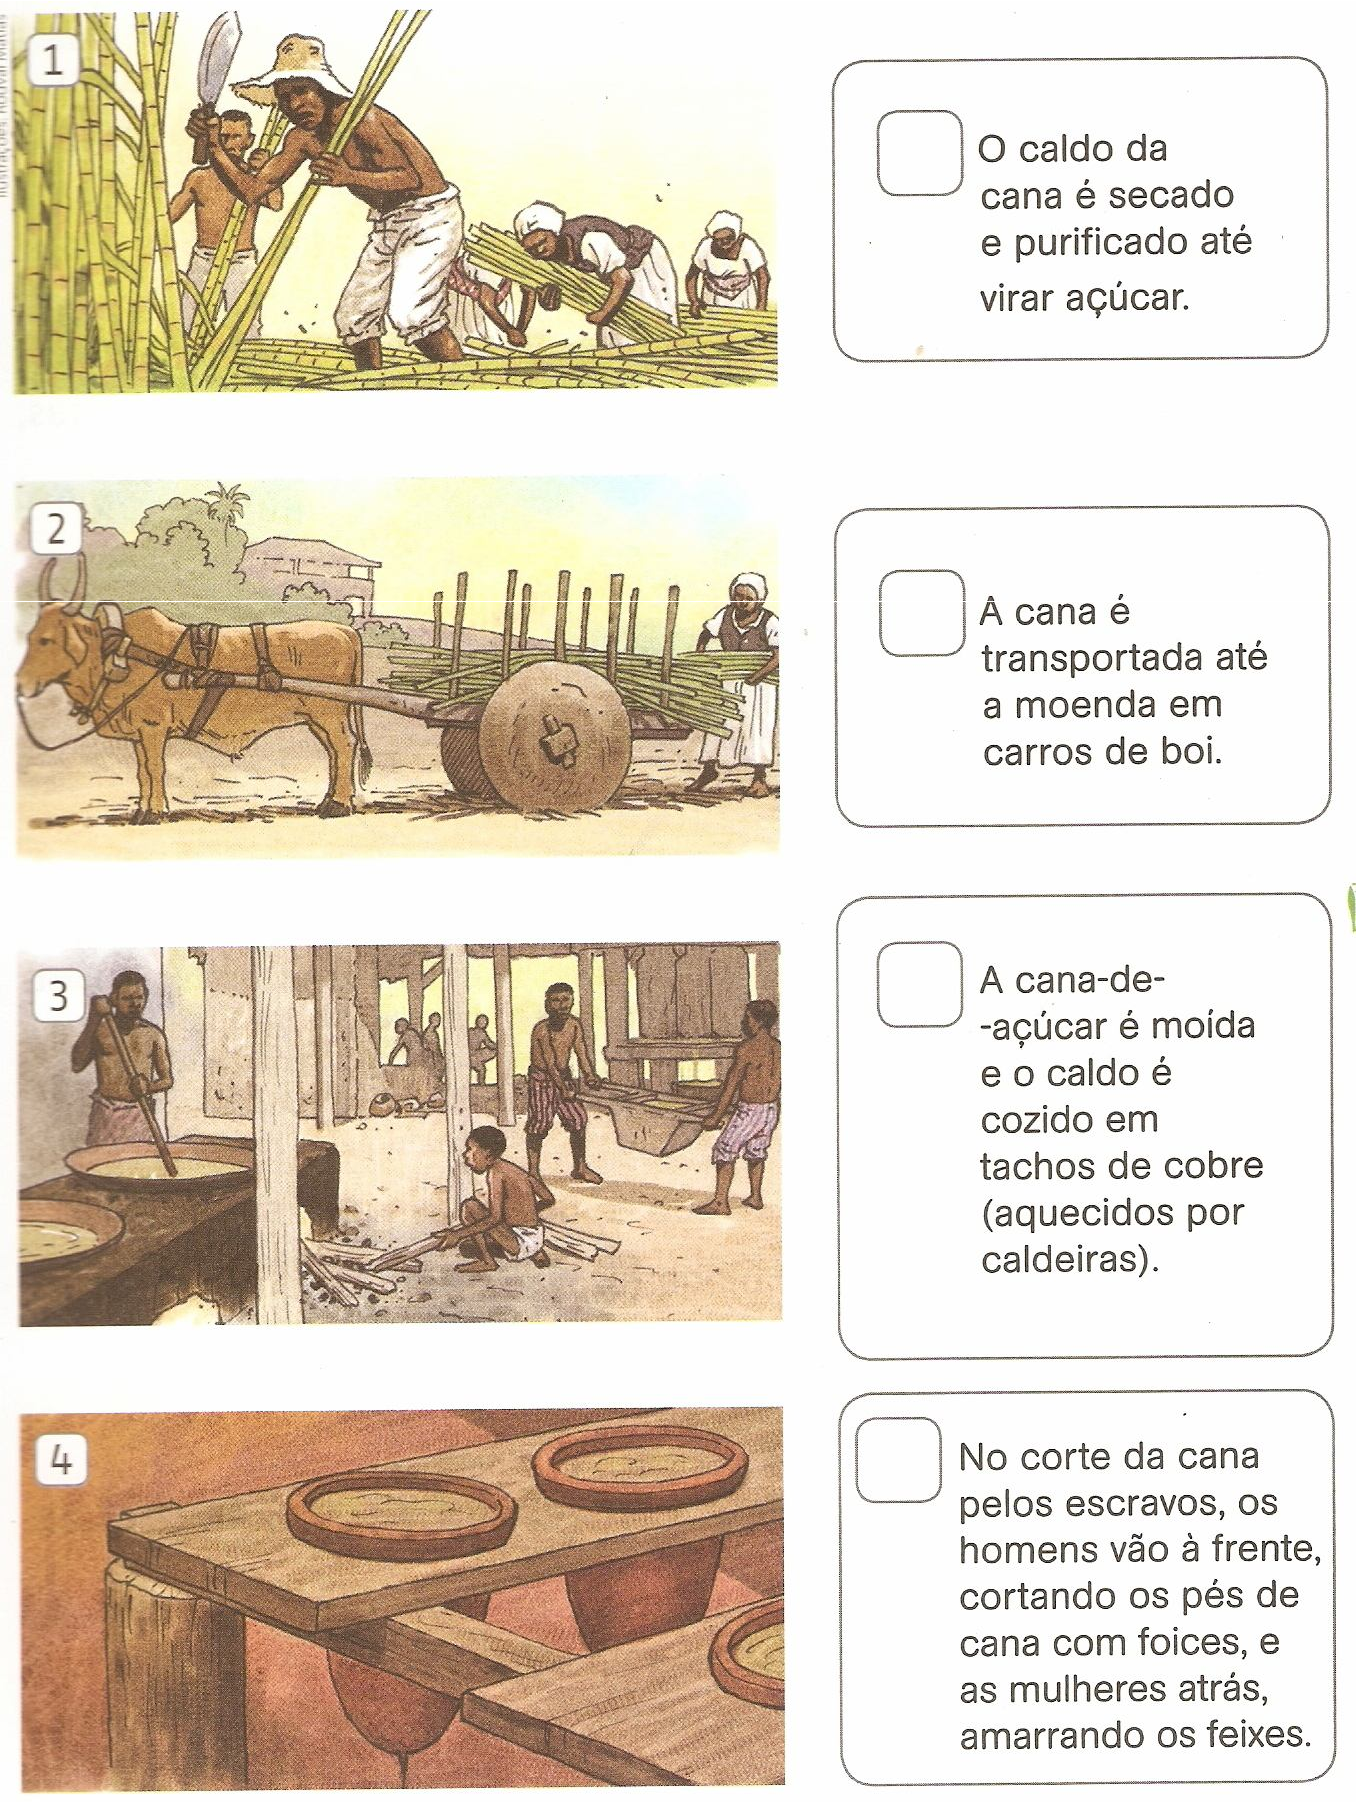 1
O caldo da
cana é secado
e purificado até
virar açúcar.
2
A cana é
transportada até
a moenda em
carros de boi.
3
A cana-de-
-açúcar é moída
e o caldo é
cozido em
tachos de cobre
(aquecidos por
caldeiras).
4
No corte da cana
pelos escravos, os
homens vão à frente,
cortando os pés de
cana com foices, e
as mulheres atrás,
amarrando os feixes.